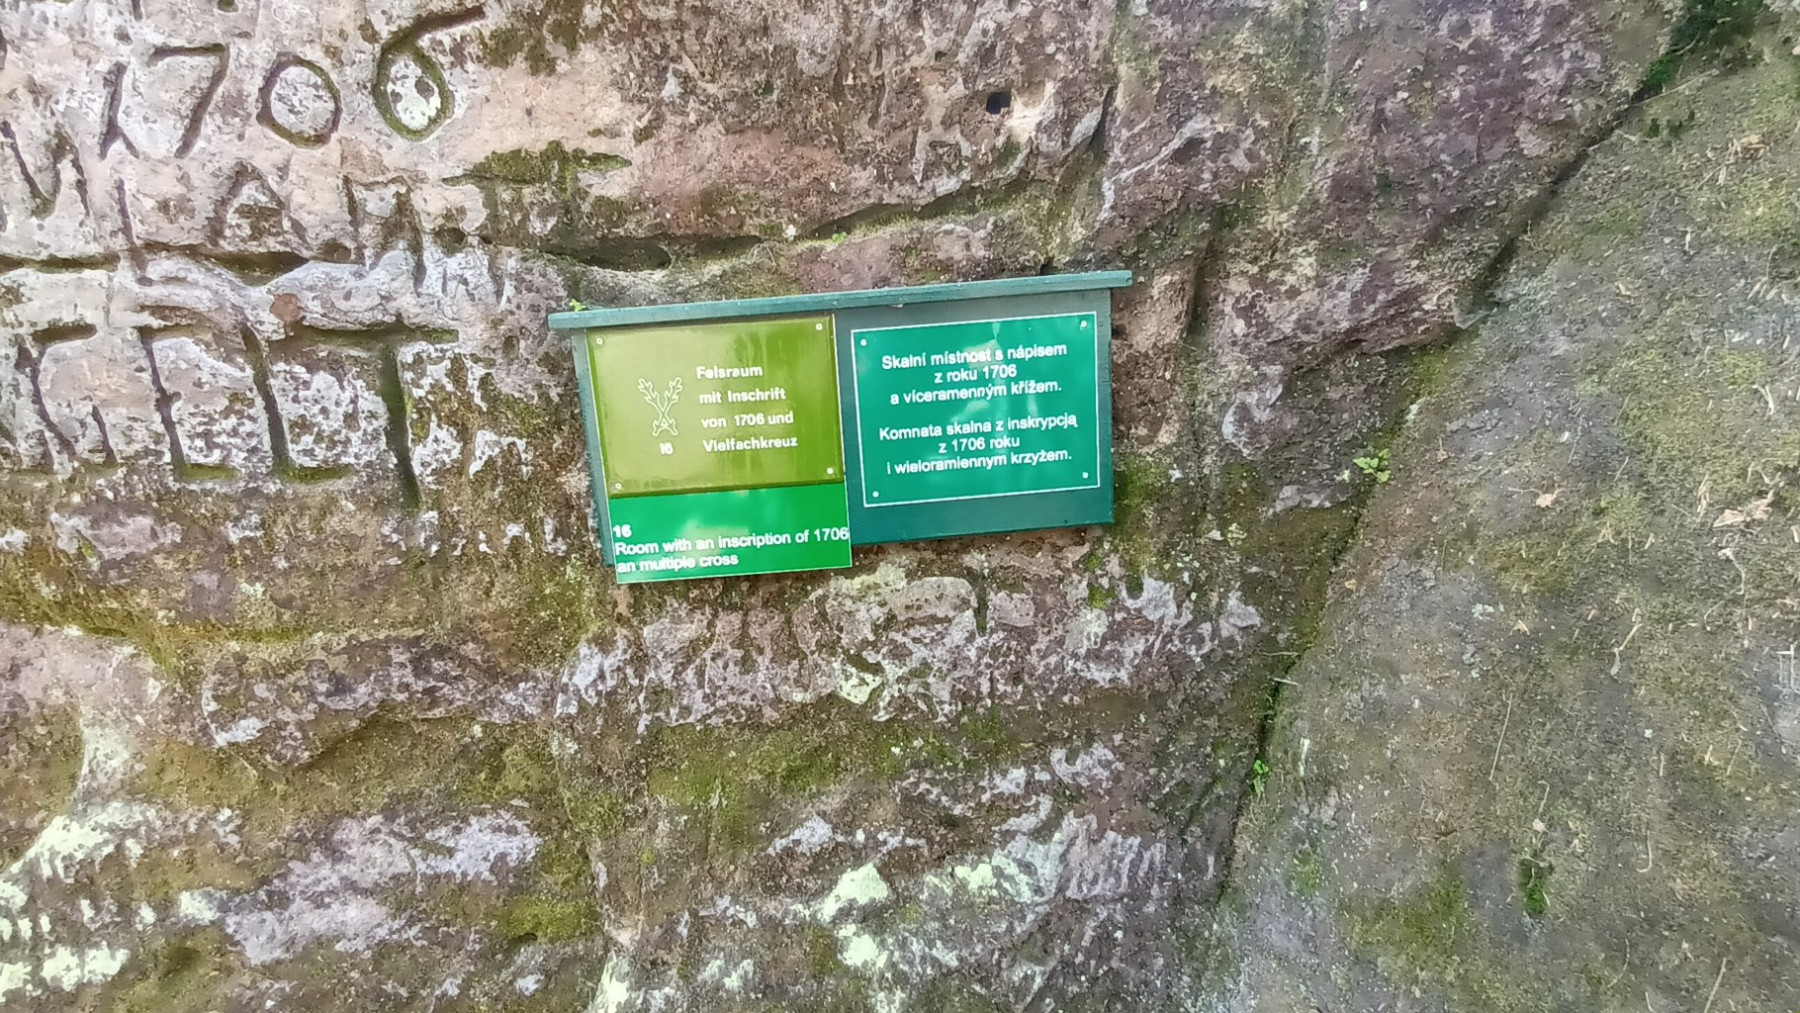 1706
Felsraum
mit Inschrift
von 1706 und
16 Vielfachkreuz
16
Room with an inscription of 1706
an multiple cross
Skalní místnost s nápisem
z roku 1706
a víceramenným křížem.
Komnata skalna z inskrypcją
z 1706 roku
i wieloramiennym krzyżem.